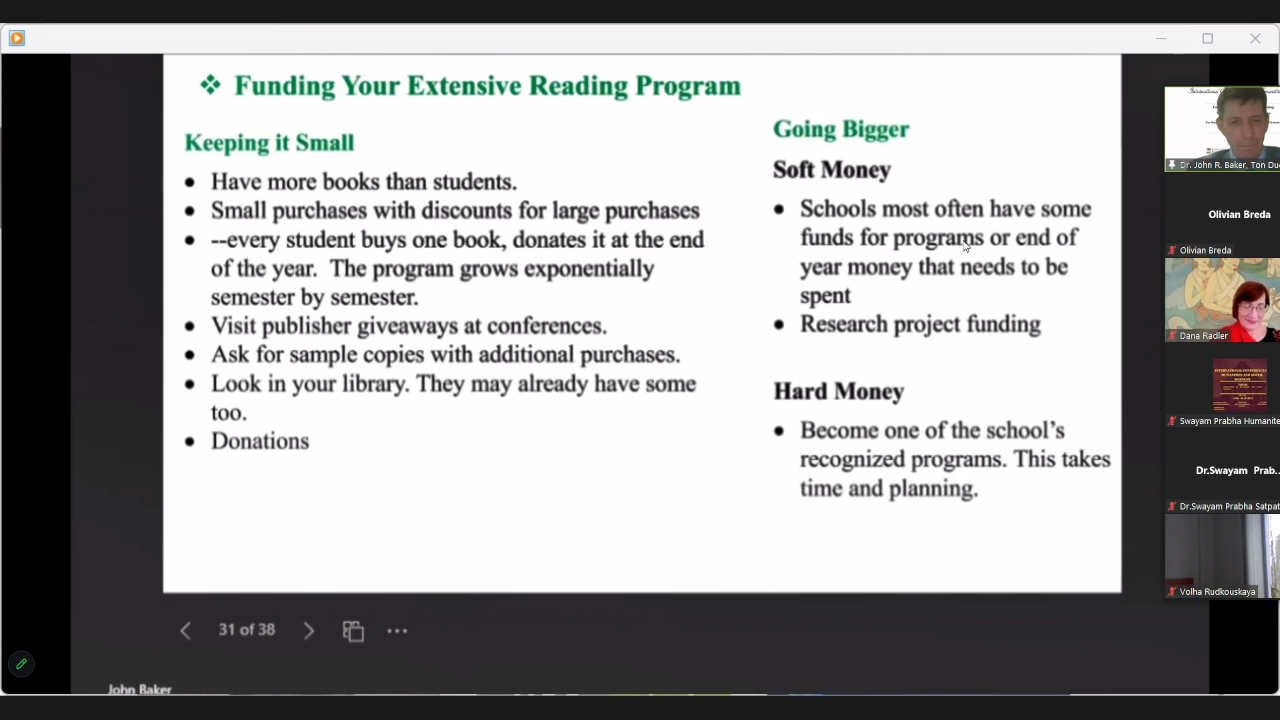 ❖ Funding Your Extensive Reading Program
Keeping it Small
• Have more books than students.
• Small purchases with discounts for large purchases
• --every student buys one book, donates it at the end
of the year. The program grows exponentially
semester by semester.
• Visit publisher giveaways at conferences.
• Ask for sample copies with additional purchases.
• Look in your library. They may already have some
too.
• Donations
Going Bigger
Soft Money
• Schools most often have some
funds for programs or end of
year money that needs to be
spent
• Research project funding
Hard Money
• Become one of the school's
recognized programs. This takes
time and planning.
31 of 38
John Baker
Dr. John R. Baker, Ton Du
Olivian Breda
Olivian Breda
Dana Radler
Swayam Prabha Humanite
Dr.Swayam Prab...
Dr.Swayam Prabha Satpat
Volha Rudkouskaya